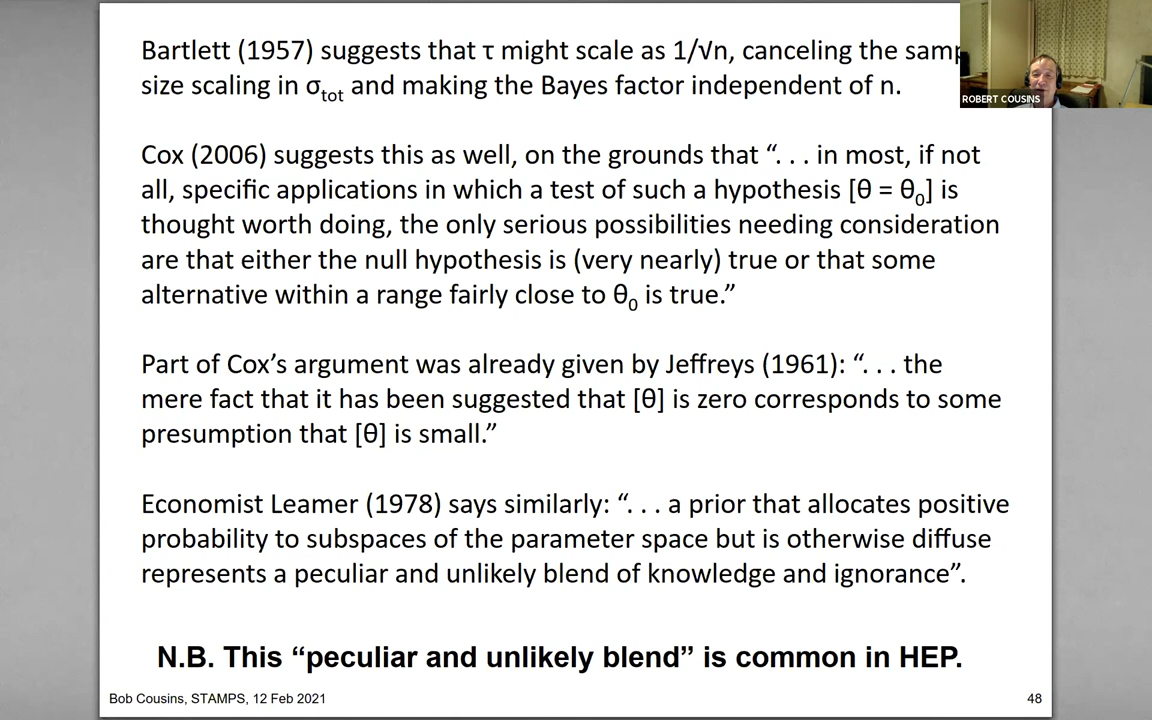 Bartlett (1957) suggests that τ might scale as 1/√n, canceling the samp
size scaling in σtot and making the Bayes factor independent of n.
ROBERT COUSINS
Cox (2006) suggests this as well, on the grounds that “. . . in most, if not
all, specific applications in which a test of such a hypothesis [θ = θ0] is
thought worth doing, the only serious possibilities needing consideration
are that either the null hypothesis is (very nearly) true or that some
alternative within a range fairly close to θ0 is true.”
Part of Cox’s argument was already given by Jeffreys (1961): “. . . the
mere fact that it has been suggested that [θ] is zero corresponds to some
presumption that [θ] is small.”
Economist Leamer (1978) says similarly: “. . . a prior that allocates positive
probability to subspaces of the parameter space but is otherwise diffuse
represents a peculiar and unlikely blend of knowledge and ignorance”.
N.B. This “peculiar and unlikely blend” is common in HEP.
Bob Cousins, STAMPS, 12 Feb 2021
48